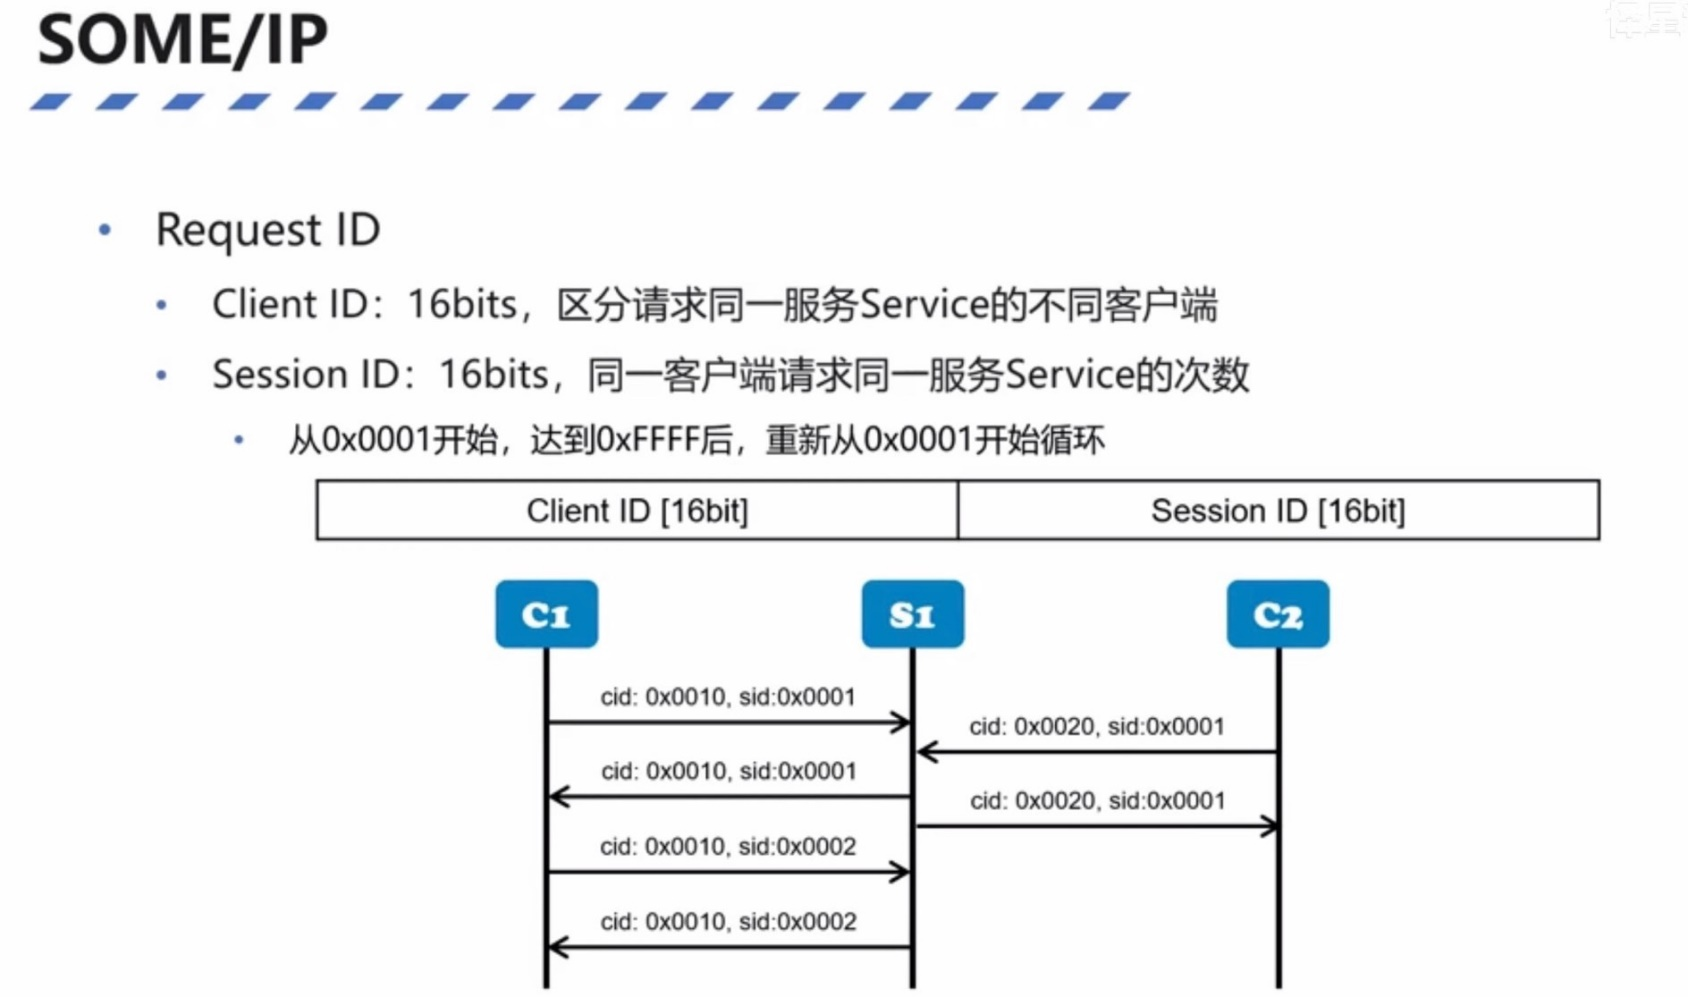 SOME/IP
Request ID
Client ID：16bits，区分请求同一服务Service的不同客户端
Session ID：16bits，同一客户端请求同一服务Service的次数
从0x0001开始，达到0xFFFF后，重新从0x0001开始循环
Client ID [16bit] Session ID [16bit]
C1 S1 C2
cid: 0x0010, sid:0x0001
cid: 0x0020, sid:0x0001
cid: 0x0010, sid:0x0001
cid: 0x0020, sid:0x0001
cid: 0x0010, sid:0x0002
cid: 0x0010, sid:0x0002